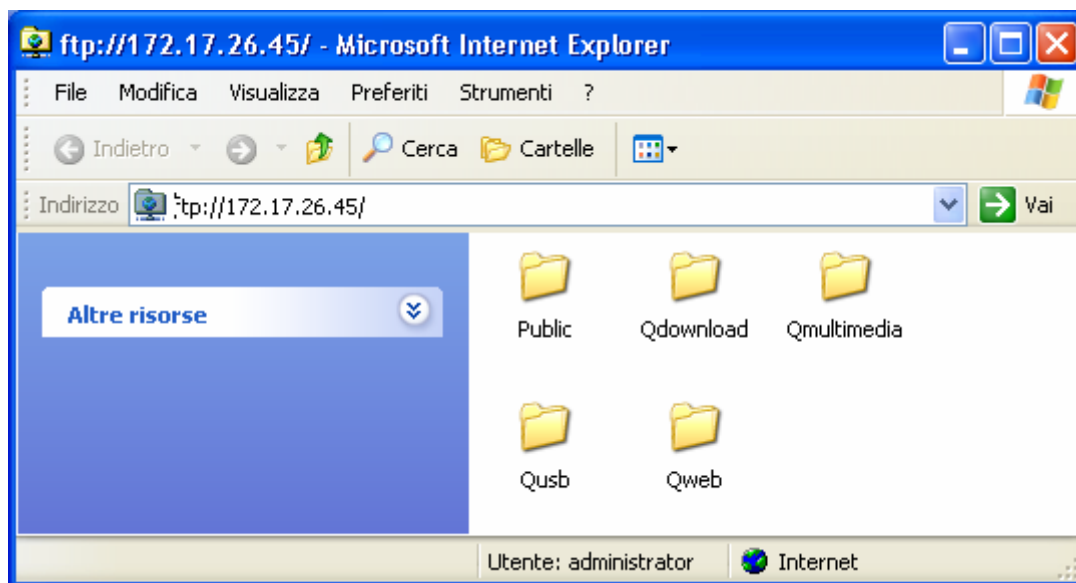 ftp://172.17.26.45/ - Microsoft Internet Explorer
File Modifica Visualizza Preferiti Strumenti ?
Indietro Cerca Cartelle
Indirizzo ftp://172.17.26.45/ Vai
Altre risorse
Public Qdownload Qmultimedia
Qusb Qweb
Utente: administrator Internet